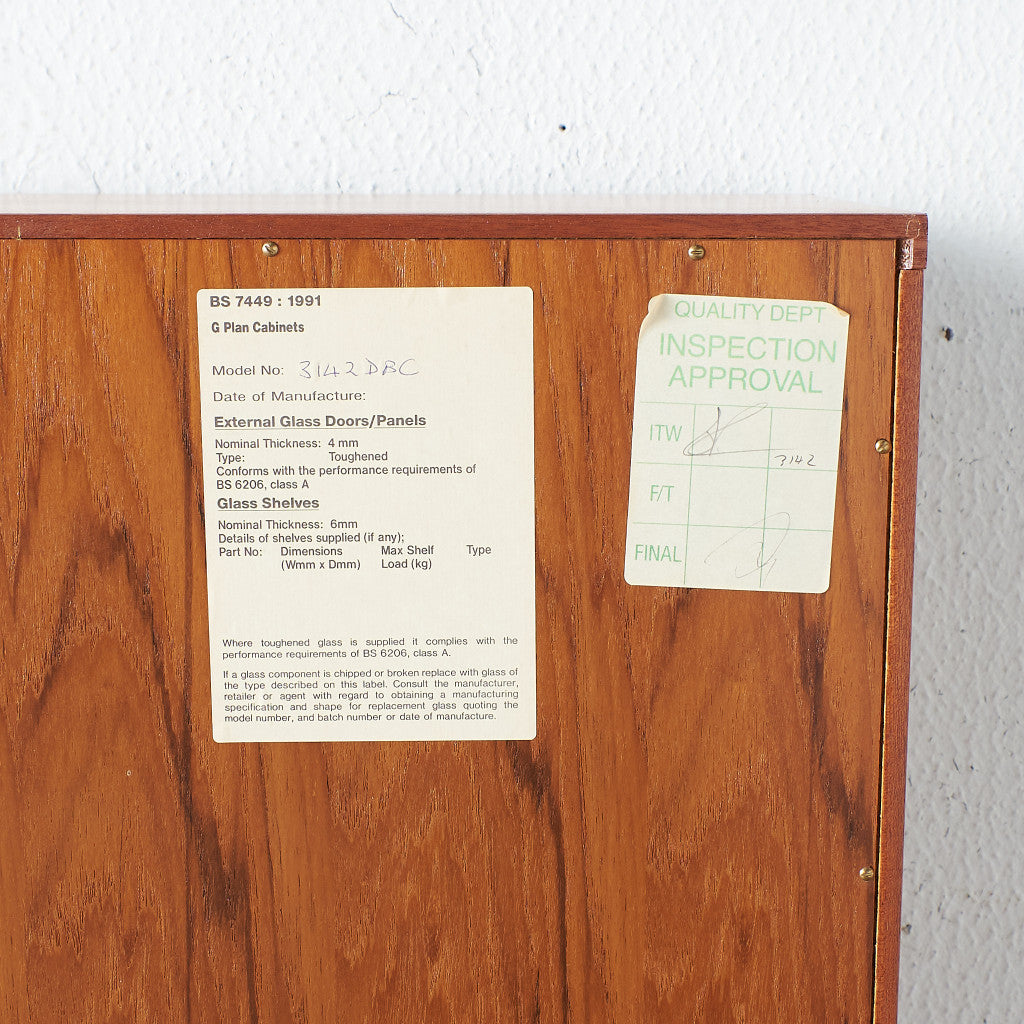 BS 7449 : 1991
G Plan Cabinets
Model No: 3142DBC
Date of Manufacture:
External Glass Doors/Panels
Nominal Thickness: 4 mm
Type: Toughened
Conforms with the performance requirements of
BS 6206, class A
Glass Shelves
Nominal Thickness: 6mm
Details of shelves supplied (if any);
Part No: Dimensions Max Shelf Type
(Wmm x Dmm) Load (kg)
Where toughened glass is supplied it complies with the
performance requirements of BS 6206, class A.
If a glass component is chipped or broken replace with glass of
the type described on this label. Consult the manufacturer,
retailer or agent with regard to obtaining a manufacturing
specification and shape for replacement glass quoting the
model number, and batch number or date of manufacture.
QUALITY DEPT
INSPECTION
APPROVAL
ITW 3142
F/T
FINAL